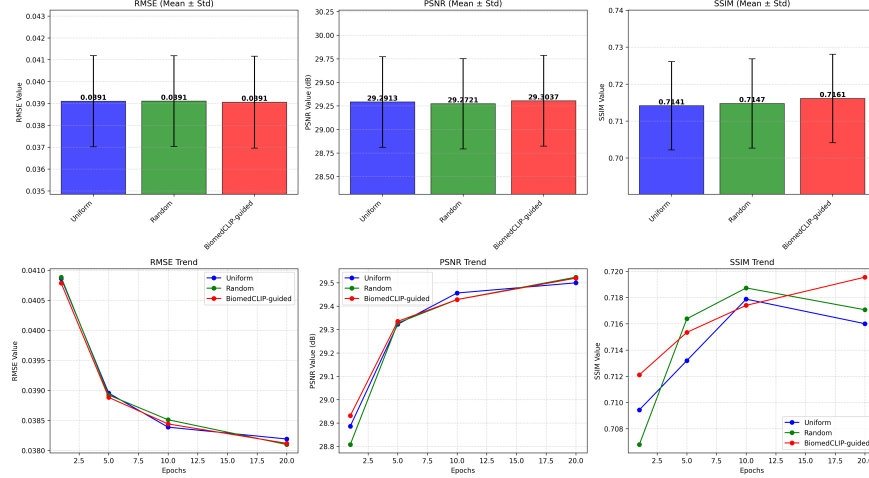 RMSE (Mean ± Std)
0.043
0.042
0.041
0.040
0.039
0.038
0.037
0.036
0.035
RMSE Value
0.0391
0.0391
0.0391
Uniform
Random
BiomedCLIP-guided
PSNR (Mean ± Std)
30.25
30.00
29.75
29.50
29.25
29.00
28.75
28.50
PSNR Value (dB)
29.2913
29.2721
29.3037
Uniform
Random
BiomedCLIP-guided
SSIM (Mean ± Std)
0.74
0.73
0.72
0.71
0.70
SSIM Value
0.7141
0.7147
0.7161
Uniform
Random
BiomedCLIP-guided
RMSE Trend
0.0410
0.0405
0.0400
0.0395
0.0390
0.0385
0.0380
RMSE Value
Uniform
Random
BiomedCLIP-guided
2.5 5.0 7.5 10.0 12.5 15.0 17.5 20.0
Epochs
PSNR Trend
29.5
29.4
29.3
29.2
29.1
29.0
28.9
28.8
PSNR Value (dB)
Uniform
Random
BiomedCLIP-guided
2.5 5.0 7.5 10.0 12.5 15.0 17.5 20.0
Epochs
SSIM Trend
0.720
0.718
0.716
0.714
0.712
0.710
0.708
SSIM Value
Uniform
Random
BiomedCLIP-guided
2.5 5.0 7.5 10.0 12.5 15.0 17.5 20.0
Epochs